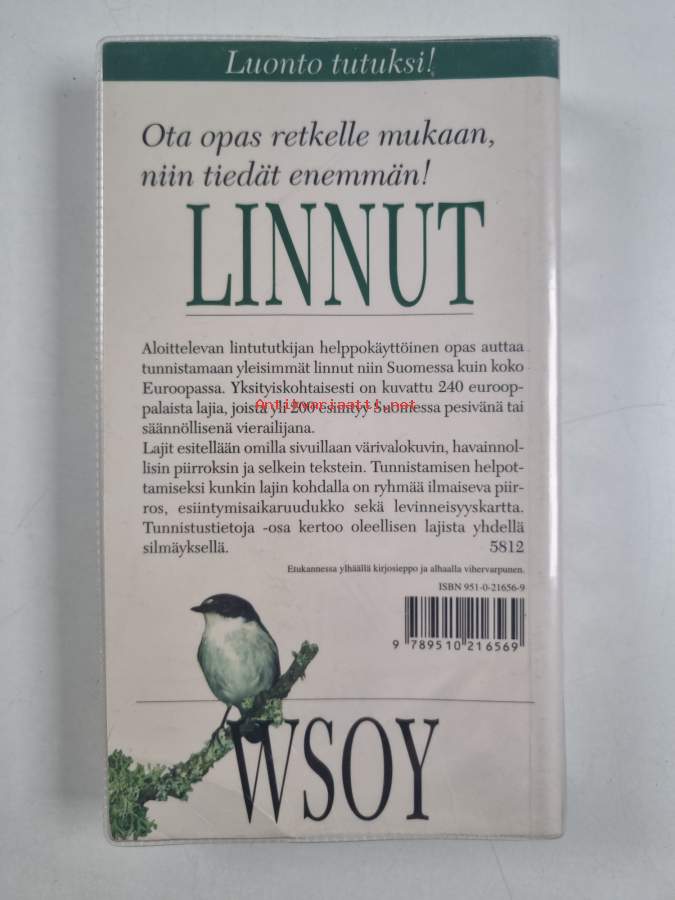 Luonto tutuksi!
Ota opas retkelle mukaan,
niin tiedät enemmän!
LINNUT
Aloittelevan lintututkijan helppokäyttöinen opas auttaa
tunnistamaan yleisimmät linnut niin Suomessa kuin koko
Euroopassa. Yksityiskohtaisesti on kuvattu 240 euroop-
palaista lajia, joista yli 200 esiintyy Suomessa pesivänä tai
Antikvariaatti.net
säännöllisenä vierailijana.
Lajit esitellään omilla sivuillaan värivalokuvin, havainnol-
lisin piirroksin ja selkein tekstein. Tunnistamisen helpot-
tamiseksi kunkin lajin kohdalla on ryhmää ilmaiseva piir-
ros, esiintymisaikaruudukko sekä levinneisyyskartta.
Tunnistustietoja -osa kertoo oleellisen lajista yhdellä
silmäyksellä. 5812
Etukannessa ylhäällä kirjosieppo ja alhaalla vihervarpunen.
ISBN 951-0-21656-9
9 789510 216569
WSOY